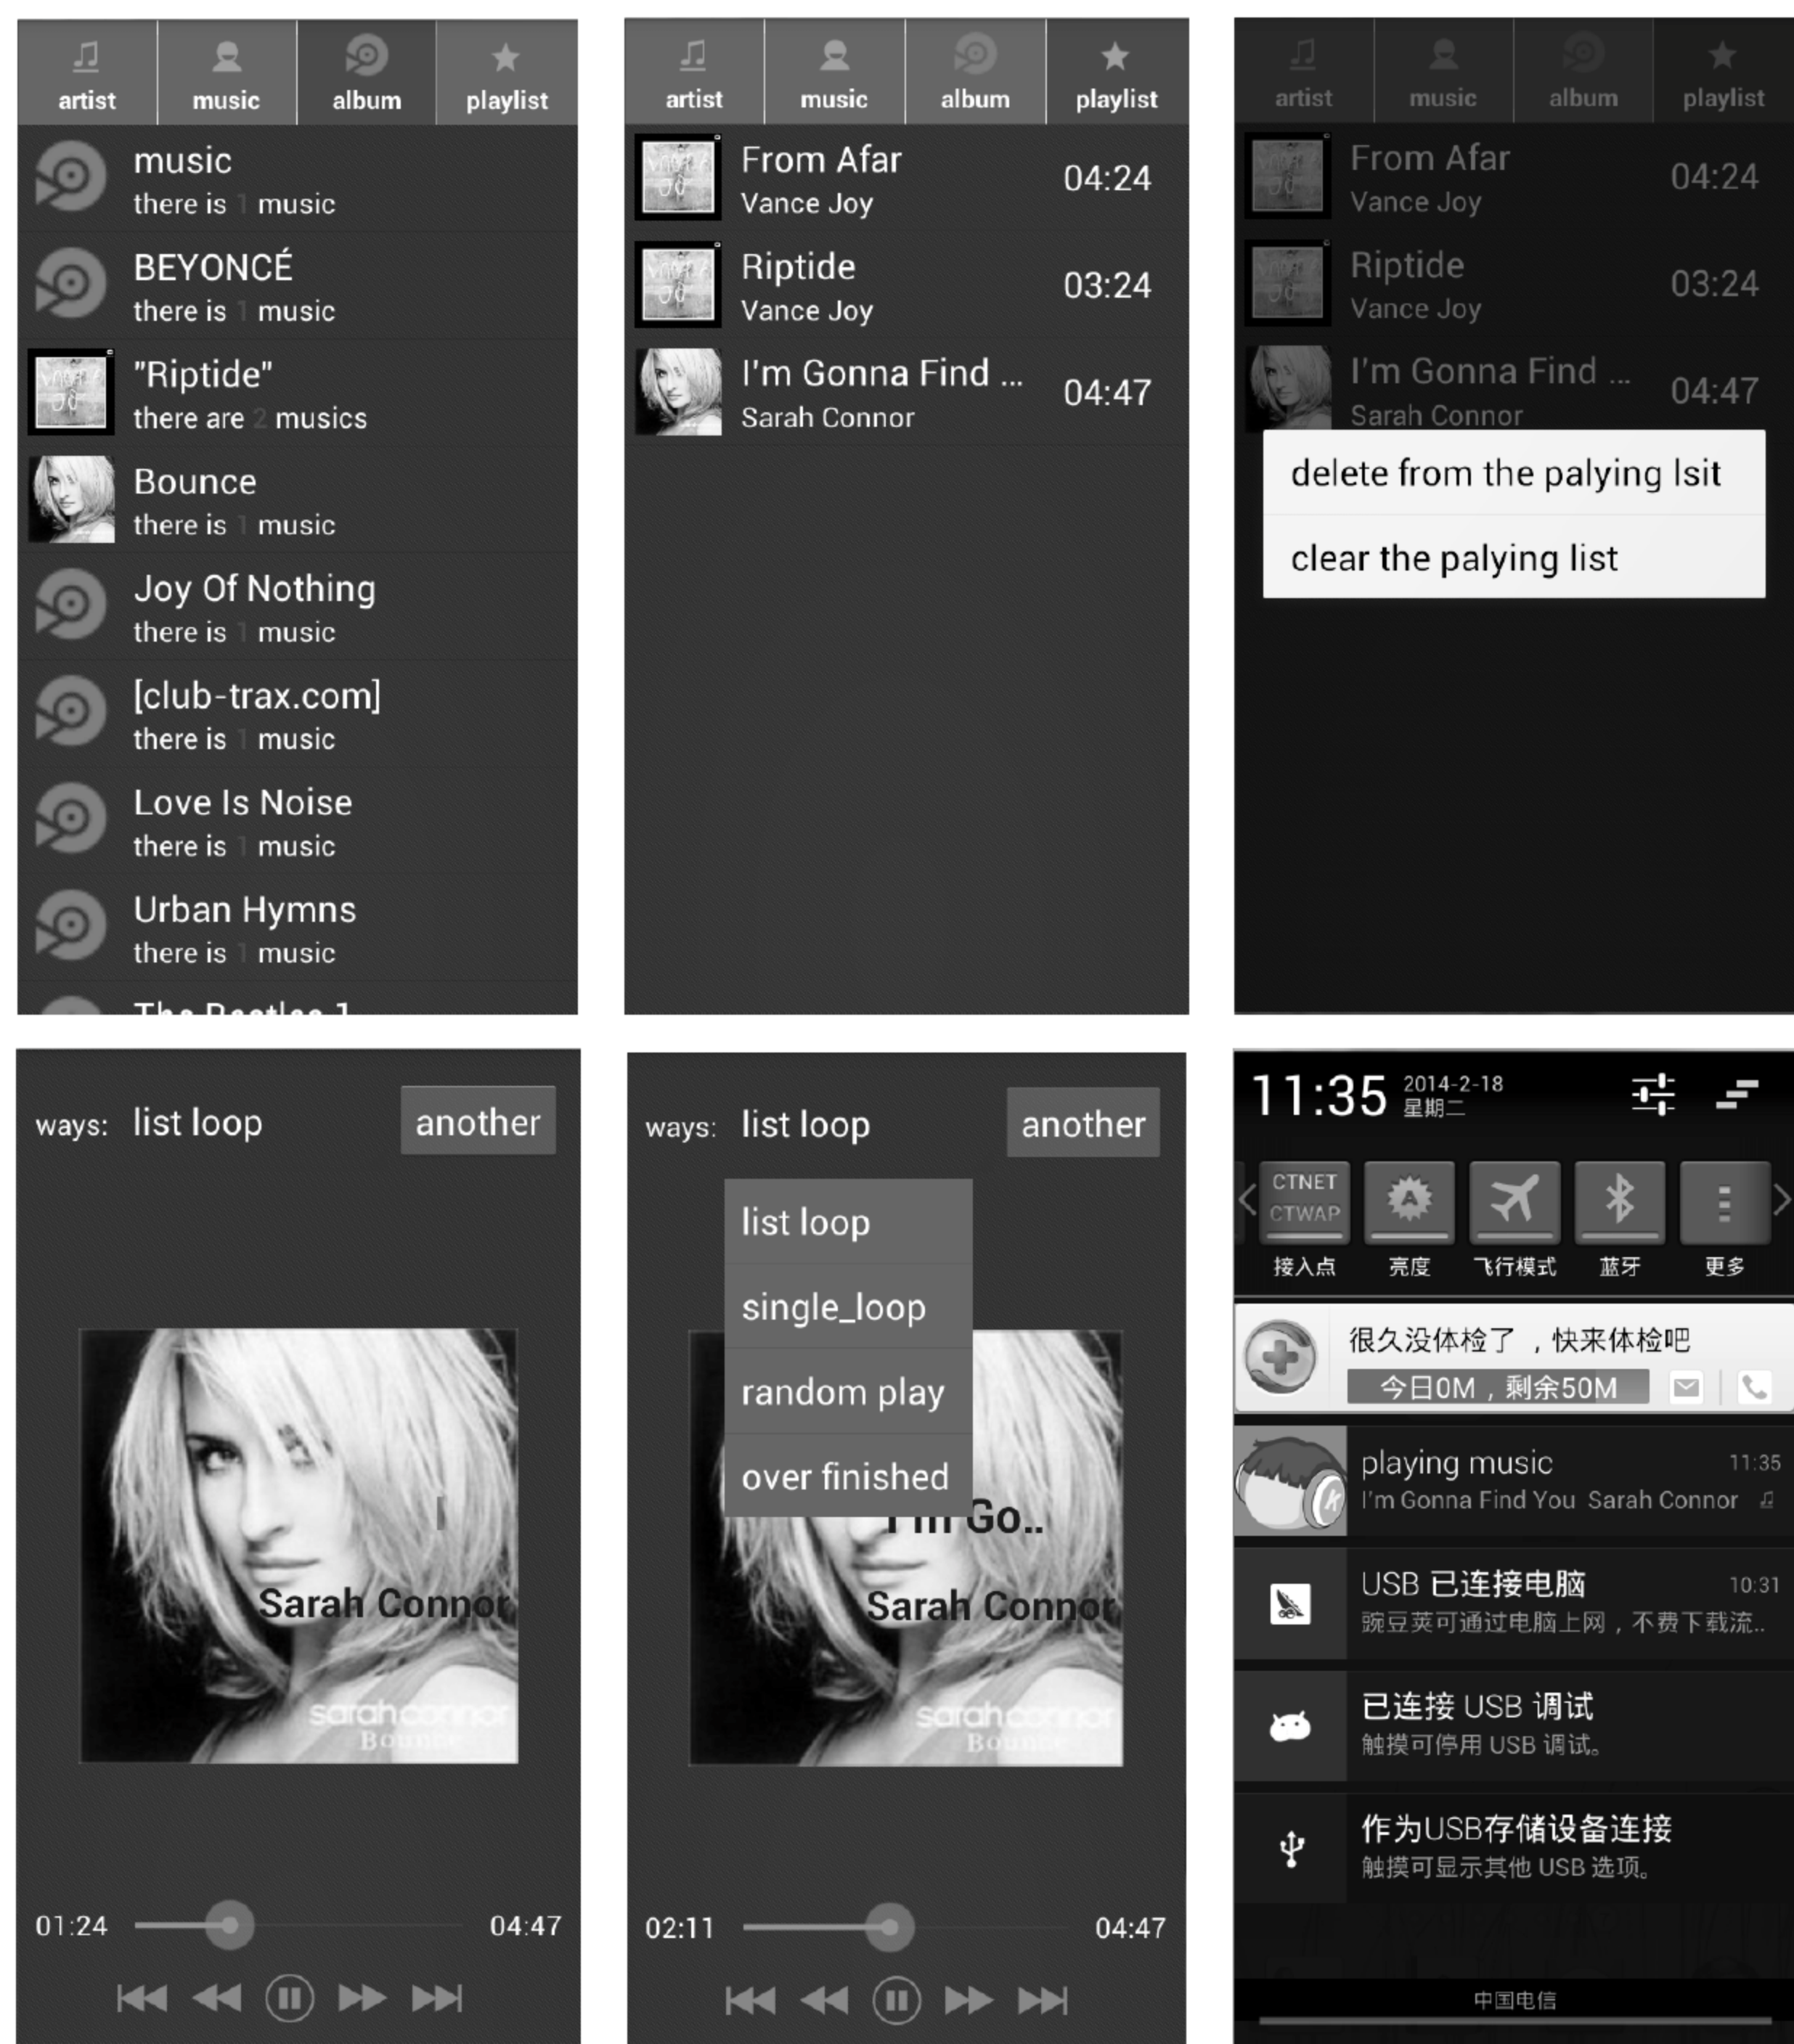 artist music album playlist
music
there is 1 music
BEYONCÉ
there is 1 music
"Riptide"
there are 2 musics
Bounce
there is 1 music
Joy Of Nothing
there is 1 music
[club-trax.com]
there is 1 music
Love Is Noise
there is 1 music
Urban Hymns
there is 1 music
The Beatles 1
artist music album playlist
From Afar
Vance Joy
04:24
Riptide
Vance Joy
03:24
I'm Gonna Find ...
Sarah Connor
04:47
artist music album playlist
From Afar
Vance Joy
04:24
Riptide
Vance Joy
03:24
I'm Gonna Find ...
Sarah Connor
04:47
delete from the palying lsit
clear the palying list
ways: list loop another
Sarah Connor
sarah connor
Bounce
01:24 04:47
ways: list loop another
list loop
single_loop
random play
over finished
I'm Go..
Sarah Connor
sarah connor
Bounce
02:11 04:47
11:35 2014-2-18
星期二
CTNET
CTWAP
接入点 亮度 飞行模式 蓝牙 更多
很久没体检了，快来体检吧
今日0M，剩余50M
playing music 11:35
I'm Gonna Find You Sarah Connor
USB 已连接电脑 10:31
豌豆荚可通过电脑上网，不费下载流..
已连接 USB 调试
触摸可停用 USB 调试。
作为USB存储设备连接
触摸可显示其他 USB 选项。
中国电信